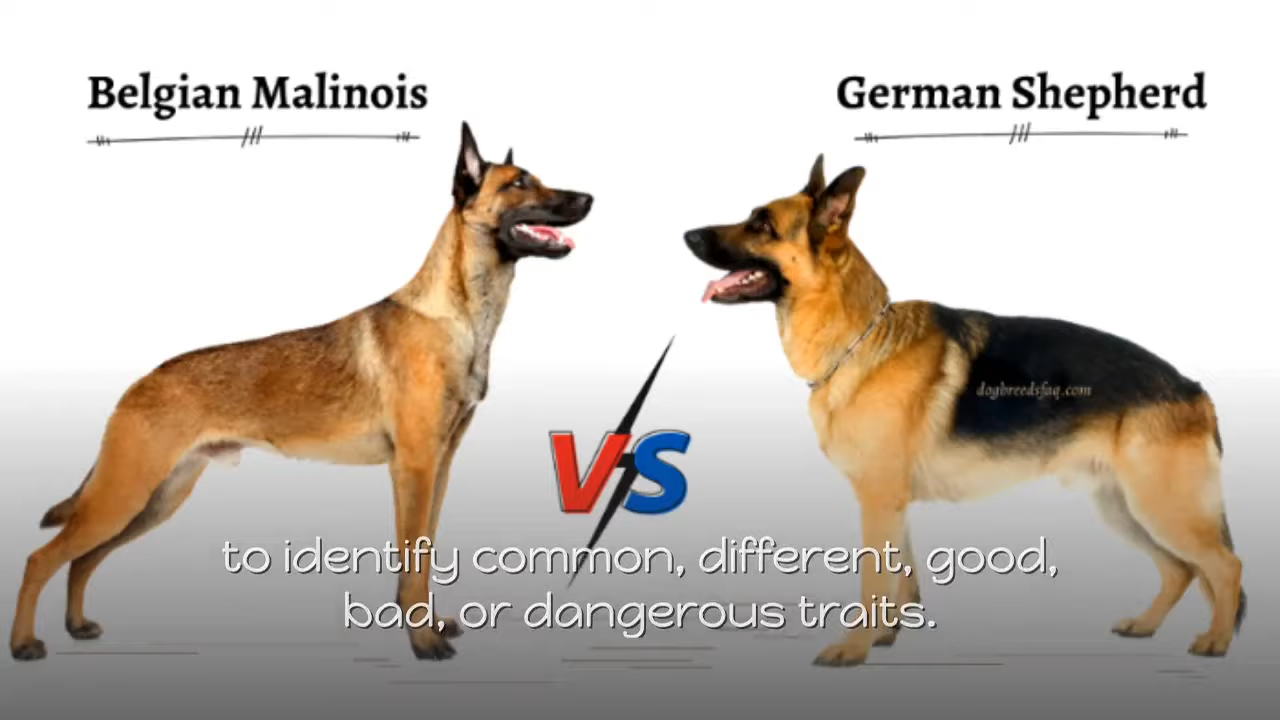 Belgian Malinois
German Shepherd
dogbreedsfaq.com
VS
to identify common, different, good,
bad, or dangerous traits.